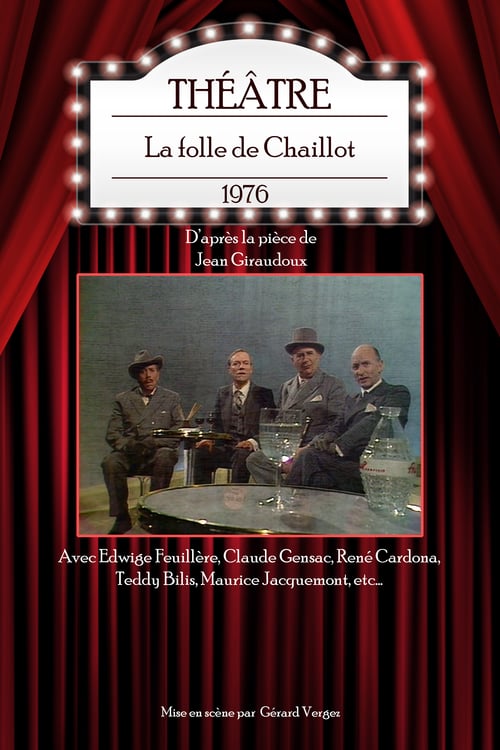 THÉÂTRE
La folle de Chaillot
1976
D'après la pièce de
Jean Giraudoux
Avec Edwige Feuillère, Claude Gensac, René Cardona,
Teddy Bilis, Maurice Jacquemont, etc...
Mise en scène par Gérard Vergez